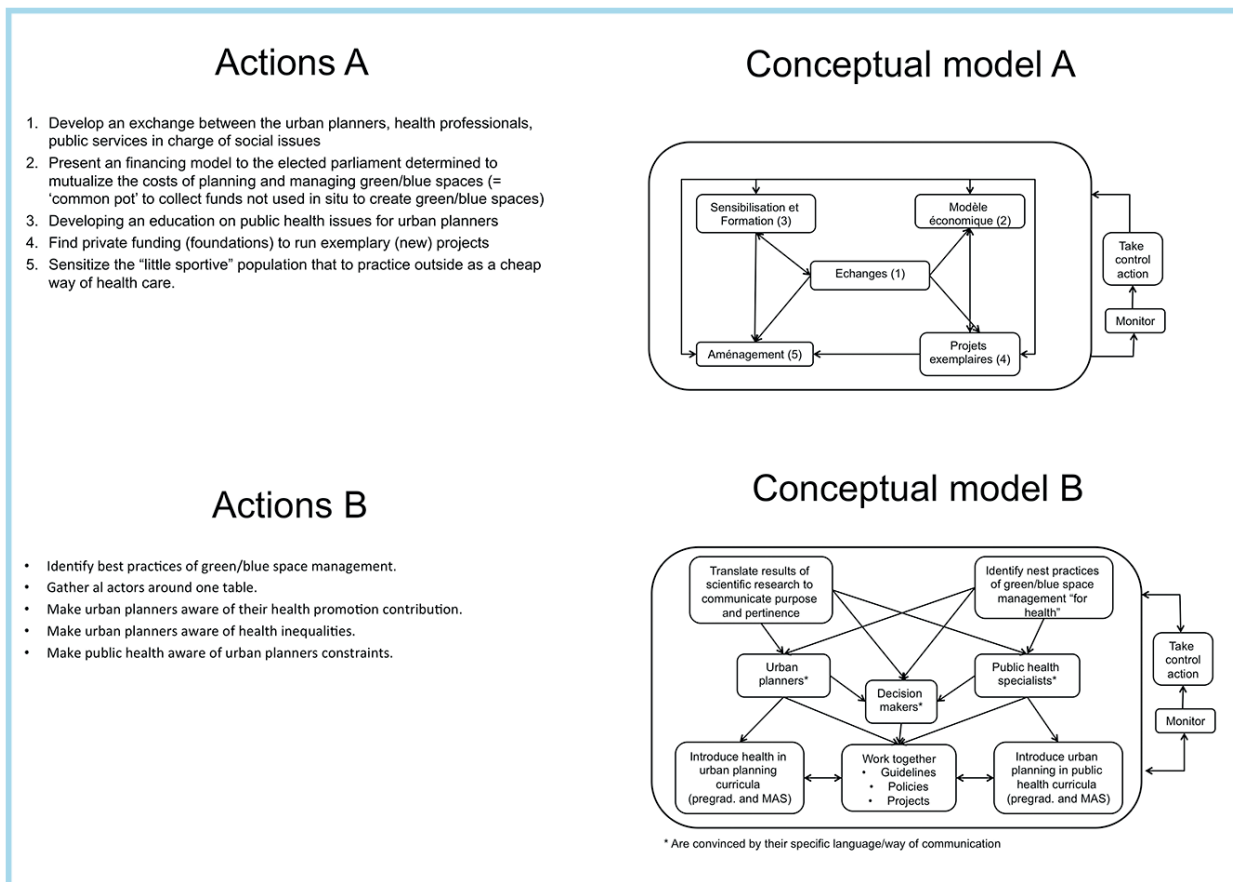 Actions A
1. Develop an exchange between the urban planners, health professionals,
public services in charge of social issues
2. Present an financing model to the elected parliament determined to
mutualize the costs of planning and managing green/blue spaces (=
‘common pot’ to collect funds not used in situ to create green/blue spaces)
3. Developing an education on public health issues for urban planners
4. Find private funding (foundations) to run exemplary (new) projects
5. Sensitize the “little sportive” population that to practice outside as a cheap
way of health care.
Conceptual model A
Sensibilisation et
Formation (3)
Modèle
économique (2)
Echanges (1)
Aménagement (5)
Projets
exemplaires (4)
Take
control
action
Monitor
Actions B
• Identify best practices of green/blue space management.
• Gather al actors around one table.
• Make urban planners aware of their health promotion contribution.
• Make urban planners aware of health inequalities.
• Make public health aware of urban planners constraints.
Conceptual model B
Translate results of
scientific research to
communicate purpose
and pertinence
Identify nest practices
of green/blue space
management “for
health”
Urban
planners*
Decision
makers*
Public health
specialists*
Introduce health in
urban planning
curricula
(pregrad. and MAS)
Work together
• Guidelines
• Policies
• Projects
Introduce urban
planning in public
health curricula
(pregrad. and MAS)
Take
control
action
Monitor
* Are convinced by their specific language/way of communication